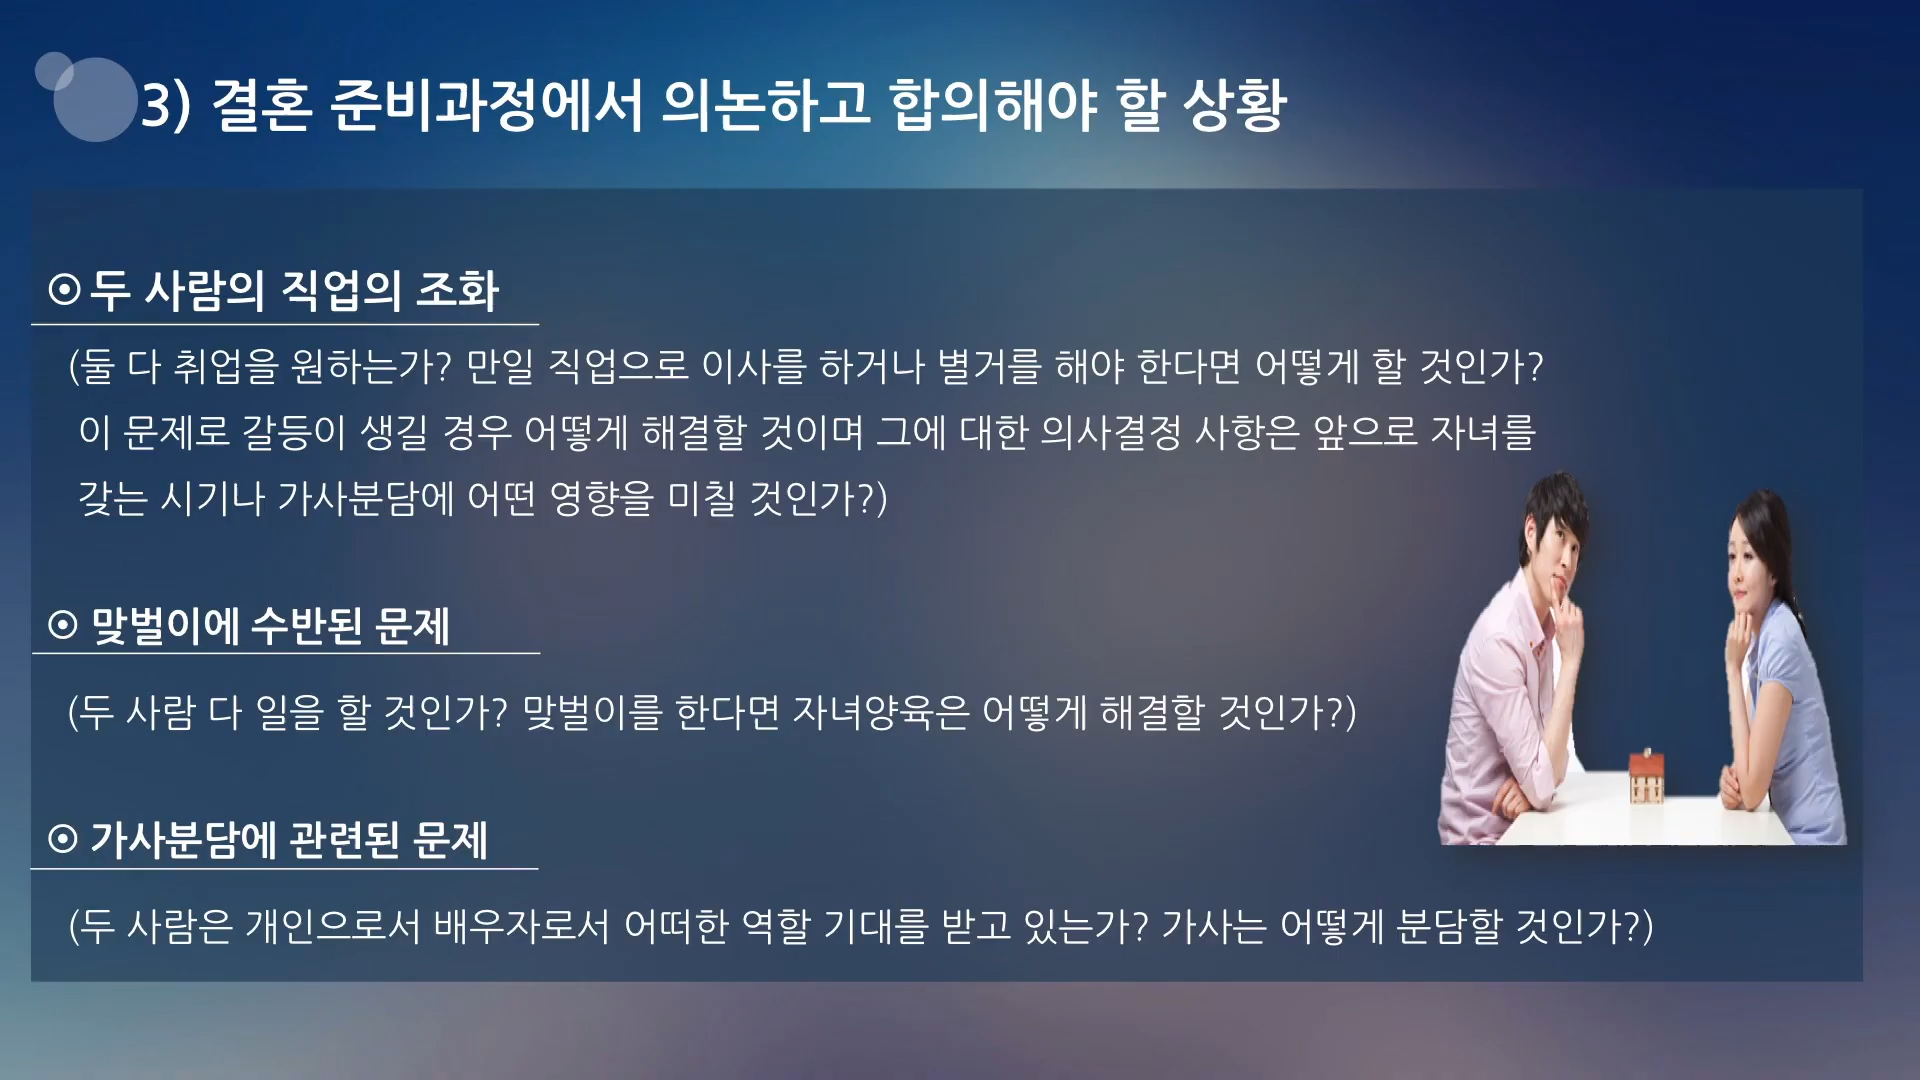 3) 결혼 준비과정에서 의논하고 합의해야 할 상황
⊙ 두 사람의 직업의 조화
(둘 다 취업을 원하는가? 만일 직업으로 이사를 하거나 별거를 해야 한다면 어떻게 할 것인가?
이 문제로 갈등이 생길 경우 어떻게 해결할 것이며 그에 대한 의사결정 사항은 앞으로 자녀를
갖는 시기나 가사분담에 어떤 영향을 미칠 것인가?)
⊙ 맞벌이에 수반된 문제
(두 사람 다 일을 할 것인가? 맞벌이를 한다면 자녀양육은 어떻게 해결할 것인가?)
⊙ 가사분담에 관련된 문제
(두 사람은 개인으로서 배우자로서 어떠한 역할 기대를 받고 있는가? 가사는 어떻게 분담할 것인가?)